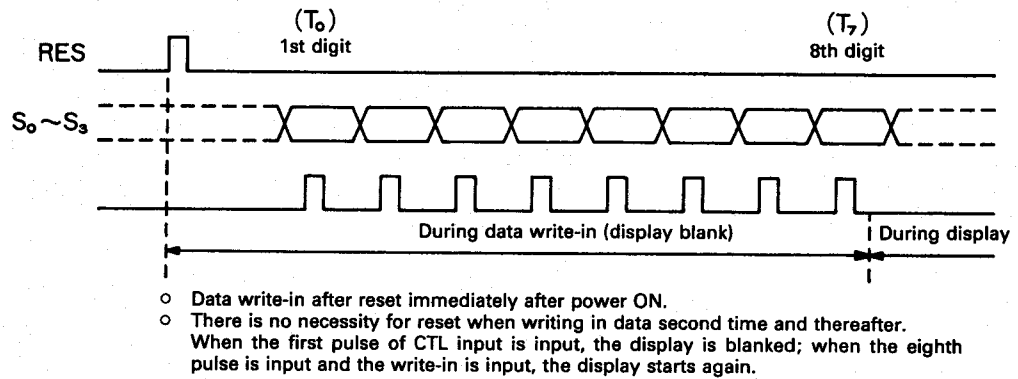 (T₀) (T₇)
1st digit 8th digit
RES
S₀~S₃
During data write-in (display blank) During display
○ Data write-in after reset immediately after power ON.
○ There is no necessity for reset when writing in data second time and thereafter.
When the first pulse of CTL input is input, the display is blanked; when the eighth
pulse is input and the write-in is input, the display starts again.